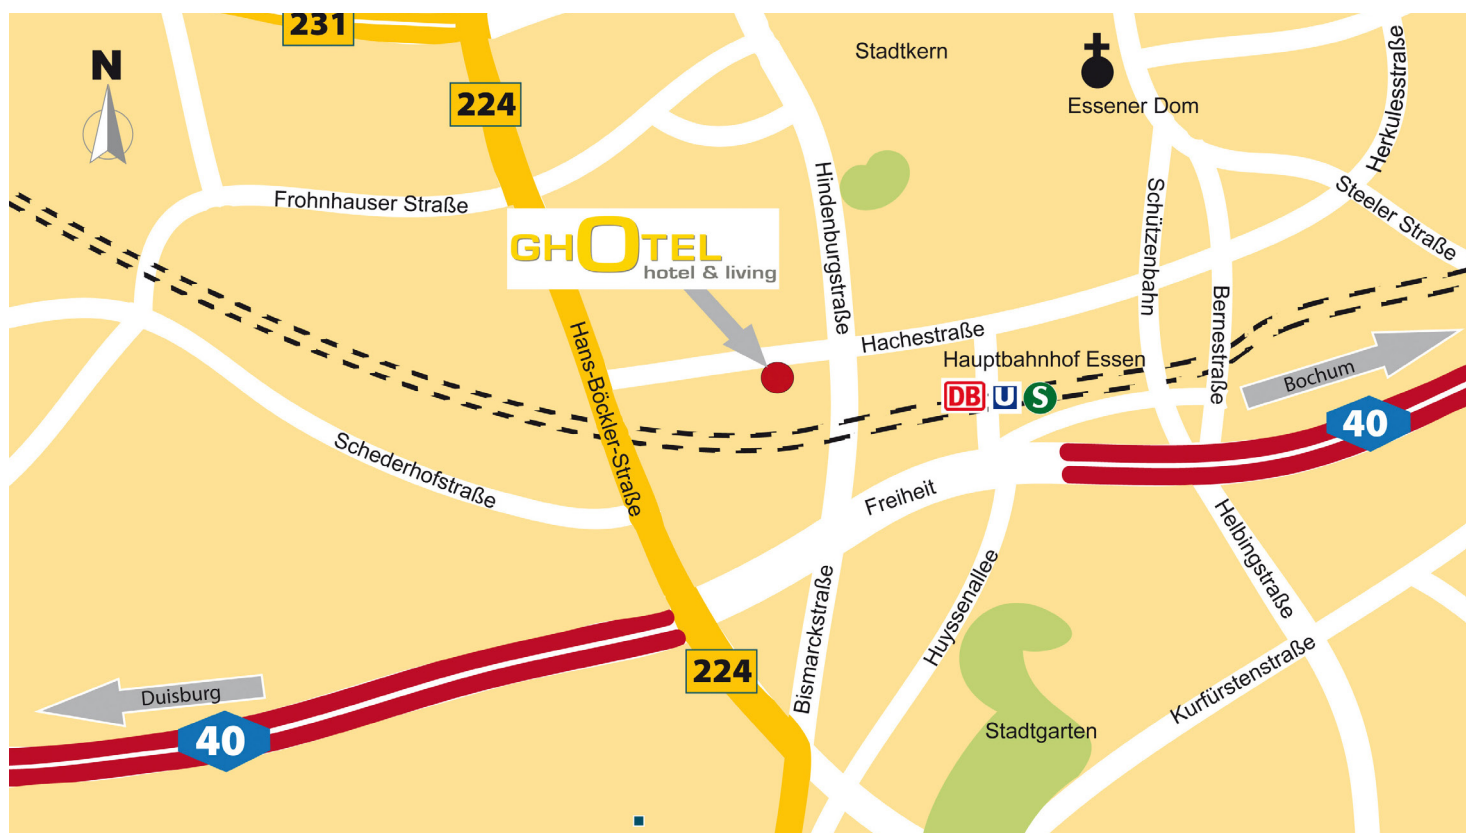 231
Stadtkern
N
224
Essener Dom
Herkulesstraße
Frohnhauser Straße
Hindenburgstraße
Schützenbahn
Steeler Straße
GHOTEL
hotel & living
Bernestraße
Hans-Böckler-Straße
Hachestraße
Hauptbahnhof Essen
DB
U
S
Bochum
40
Schederhofstraße
Freiheit
Helbingstraße
Huyssenallee
Bismarckstraße
224
Kurfürstenstraße
Duisburg
40
Stadtgarten